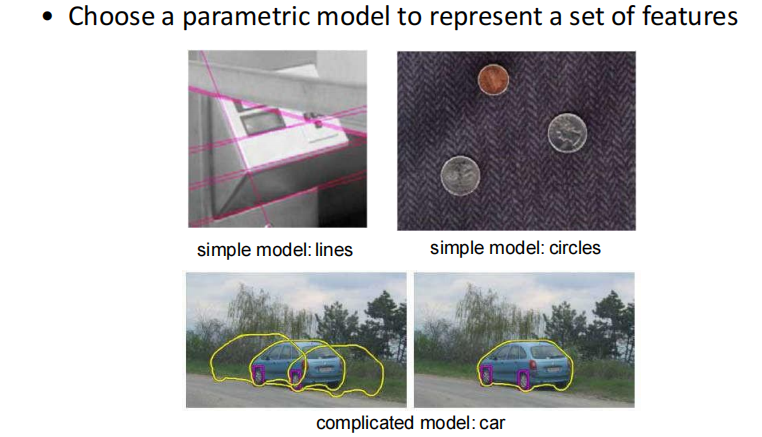 • Choose a parametric model to represent a set of features
simple model: lines
simple model: circles
complicated model: car